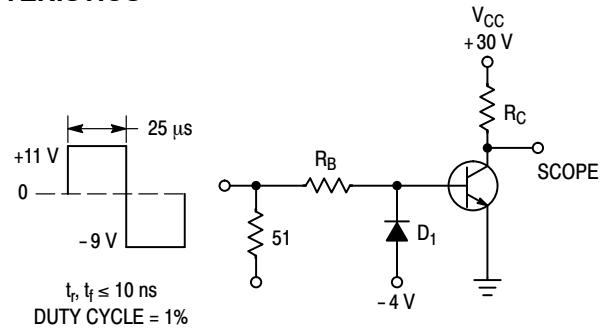 V_CC
+30 V
25 μs
R_C
+11 V
R_B
SCOPE
0
51
D_1
−9 V
−4 V
t_r, t_f ≤ 10 ns
DUTY CYCLE = 1%